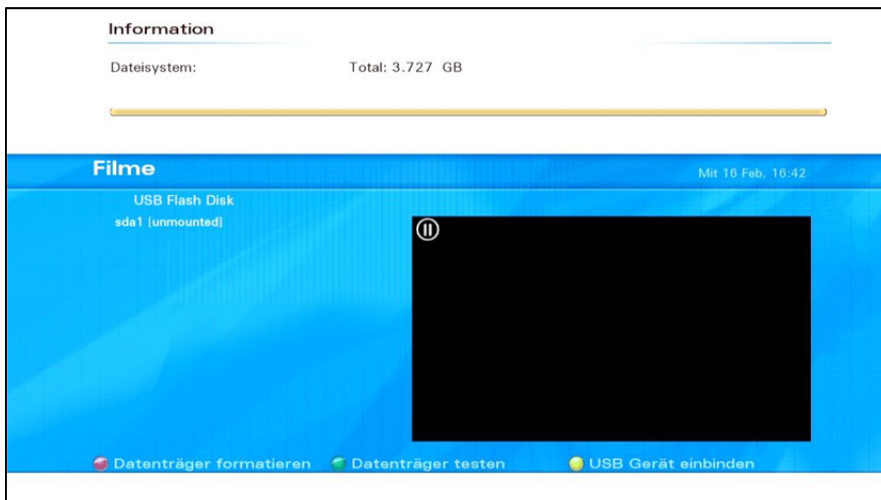 Information
Dateisystem: Total: 3.727 GB
Filme Mit 16 Feb, 16:42
USB Flash Disk
sda1 [unmounted]
Datenträger formatieren Datenträger testen USB Gerät einbinden